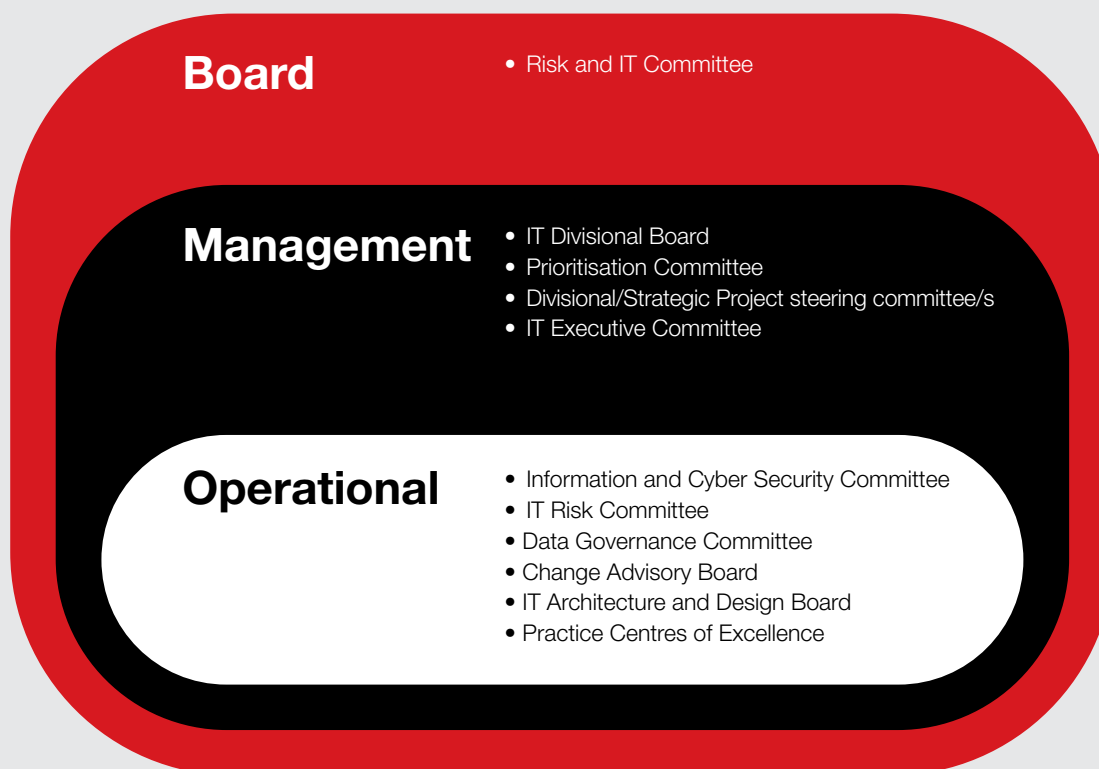 Board
• Risk and IT Committee
Management
• IT Divisional Board
• Prioritisation Committee
• Divisional/Strategic Project steering committee/s
• IT Executive Committee
Operational
• Information and Cyber Security Committee
• IT Risk Committee
• Data Governance Committee
• Change Advisory Board
• IT Architecture and Design Board
• Practice Centres of Excellence